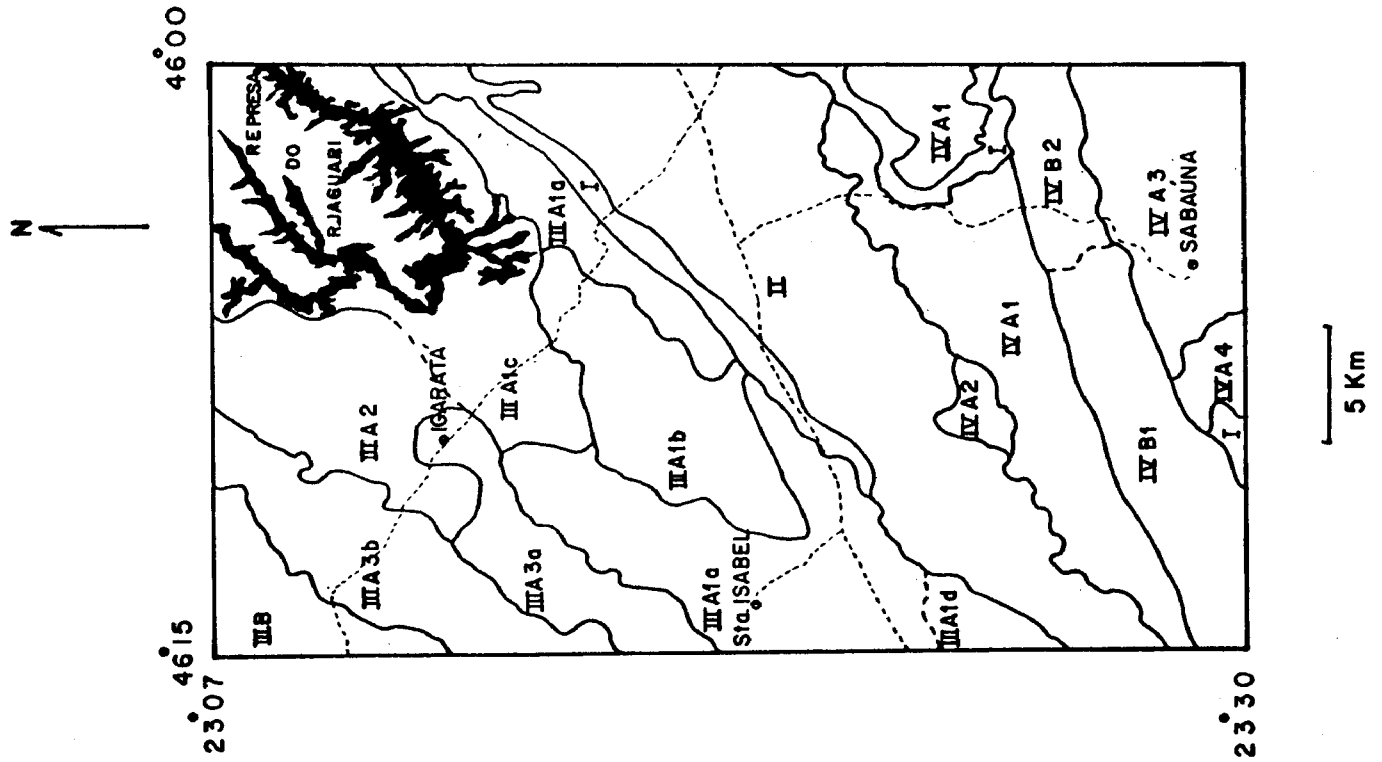 N
46°00
46°15
23°07
23°30
REPRESA
DO
R.JAGUARI
IGARATA
III A 2
III A1c
III A1a
I
III A1b
III B
III A3b
III A3a
III A1a
Sta ISABEL
III A1d
II
IV A1
I
IV B2
IV A3
SABAÚNA
IV A1
IV A2
IV B1
IV A4
I
5 Km